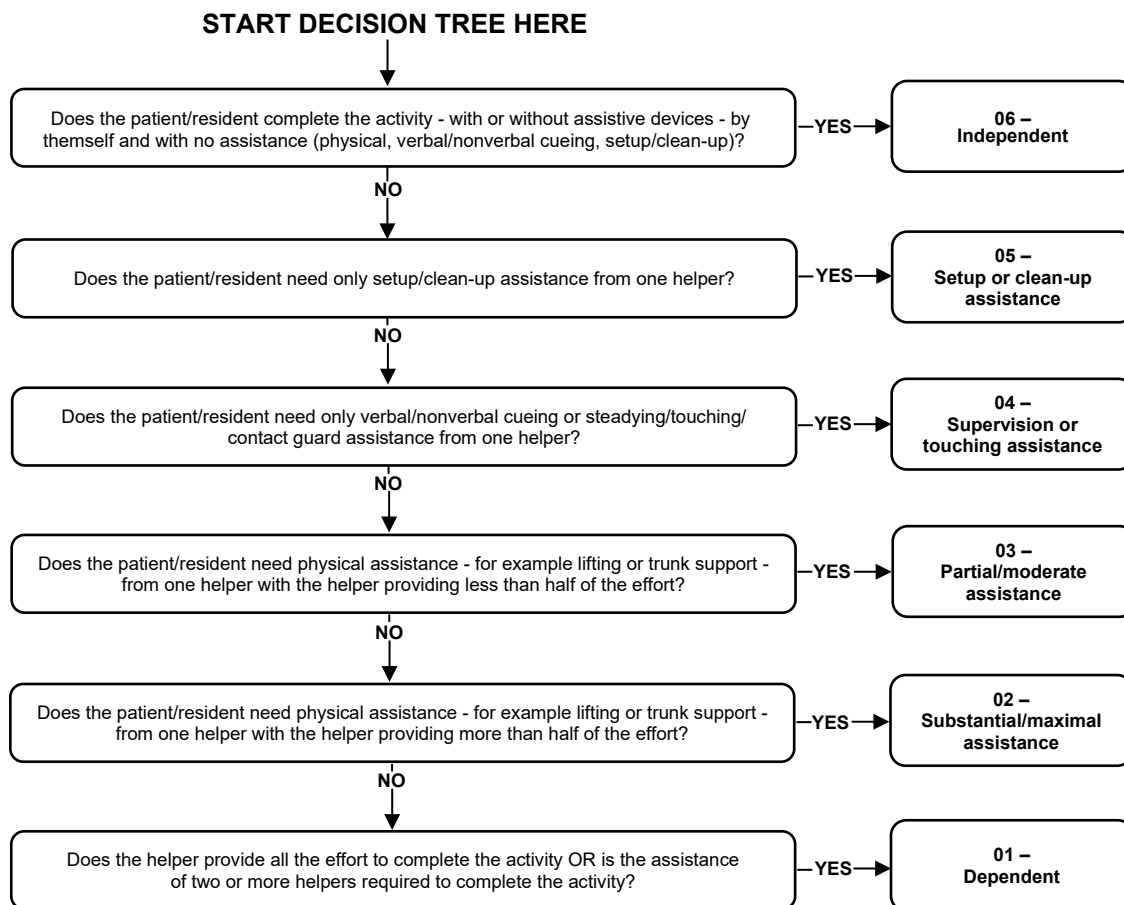 START DECISION TREE HERE
Does the patient/resident complete the activity - with or without assistive devices - by
themself and with no assistance (physical, verbal/nonverbal cueing, setup/clean-up)?
YES
06 –
Independent
NO
Does the patient/resident need only setup/clean-up assistance from one helper?
YES
05 –
Setup or clean-up
assistance
NO
Does the patient/resident need only verbal/nonverbal cueing or steadying/touching/
contact guard assistance from one helper?
YES
04 –
Supervision or
touching assistance
NO
Does the patient/resident need physical assistance - for example lifting or trunk support -
from one helper with the helper providing less than half of the effort?
YES
03 –
Partial/moderate
assistance
NO
Does the patient/resident need physical assistance - for example lifting or trunk support -
from one helper with the helper providing more than half of the effort?
YES
02 –
Substantial/maximal
assistance
NO
Does the helper provide all the effort to complete the activity OR is the assistance
of two or more helpers required to complete the activity?
YES
01 –
Dependent